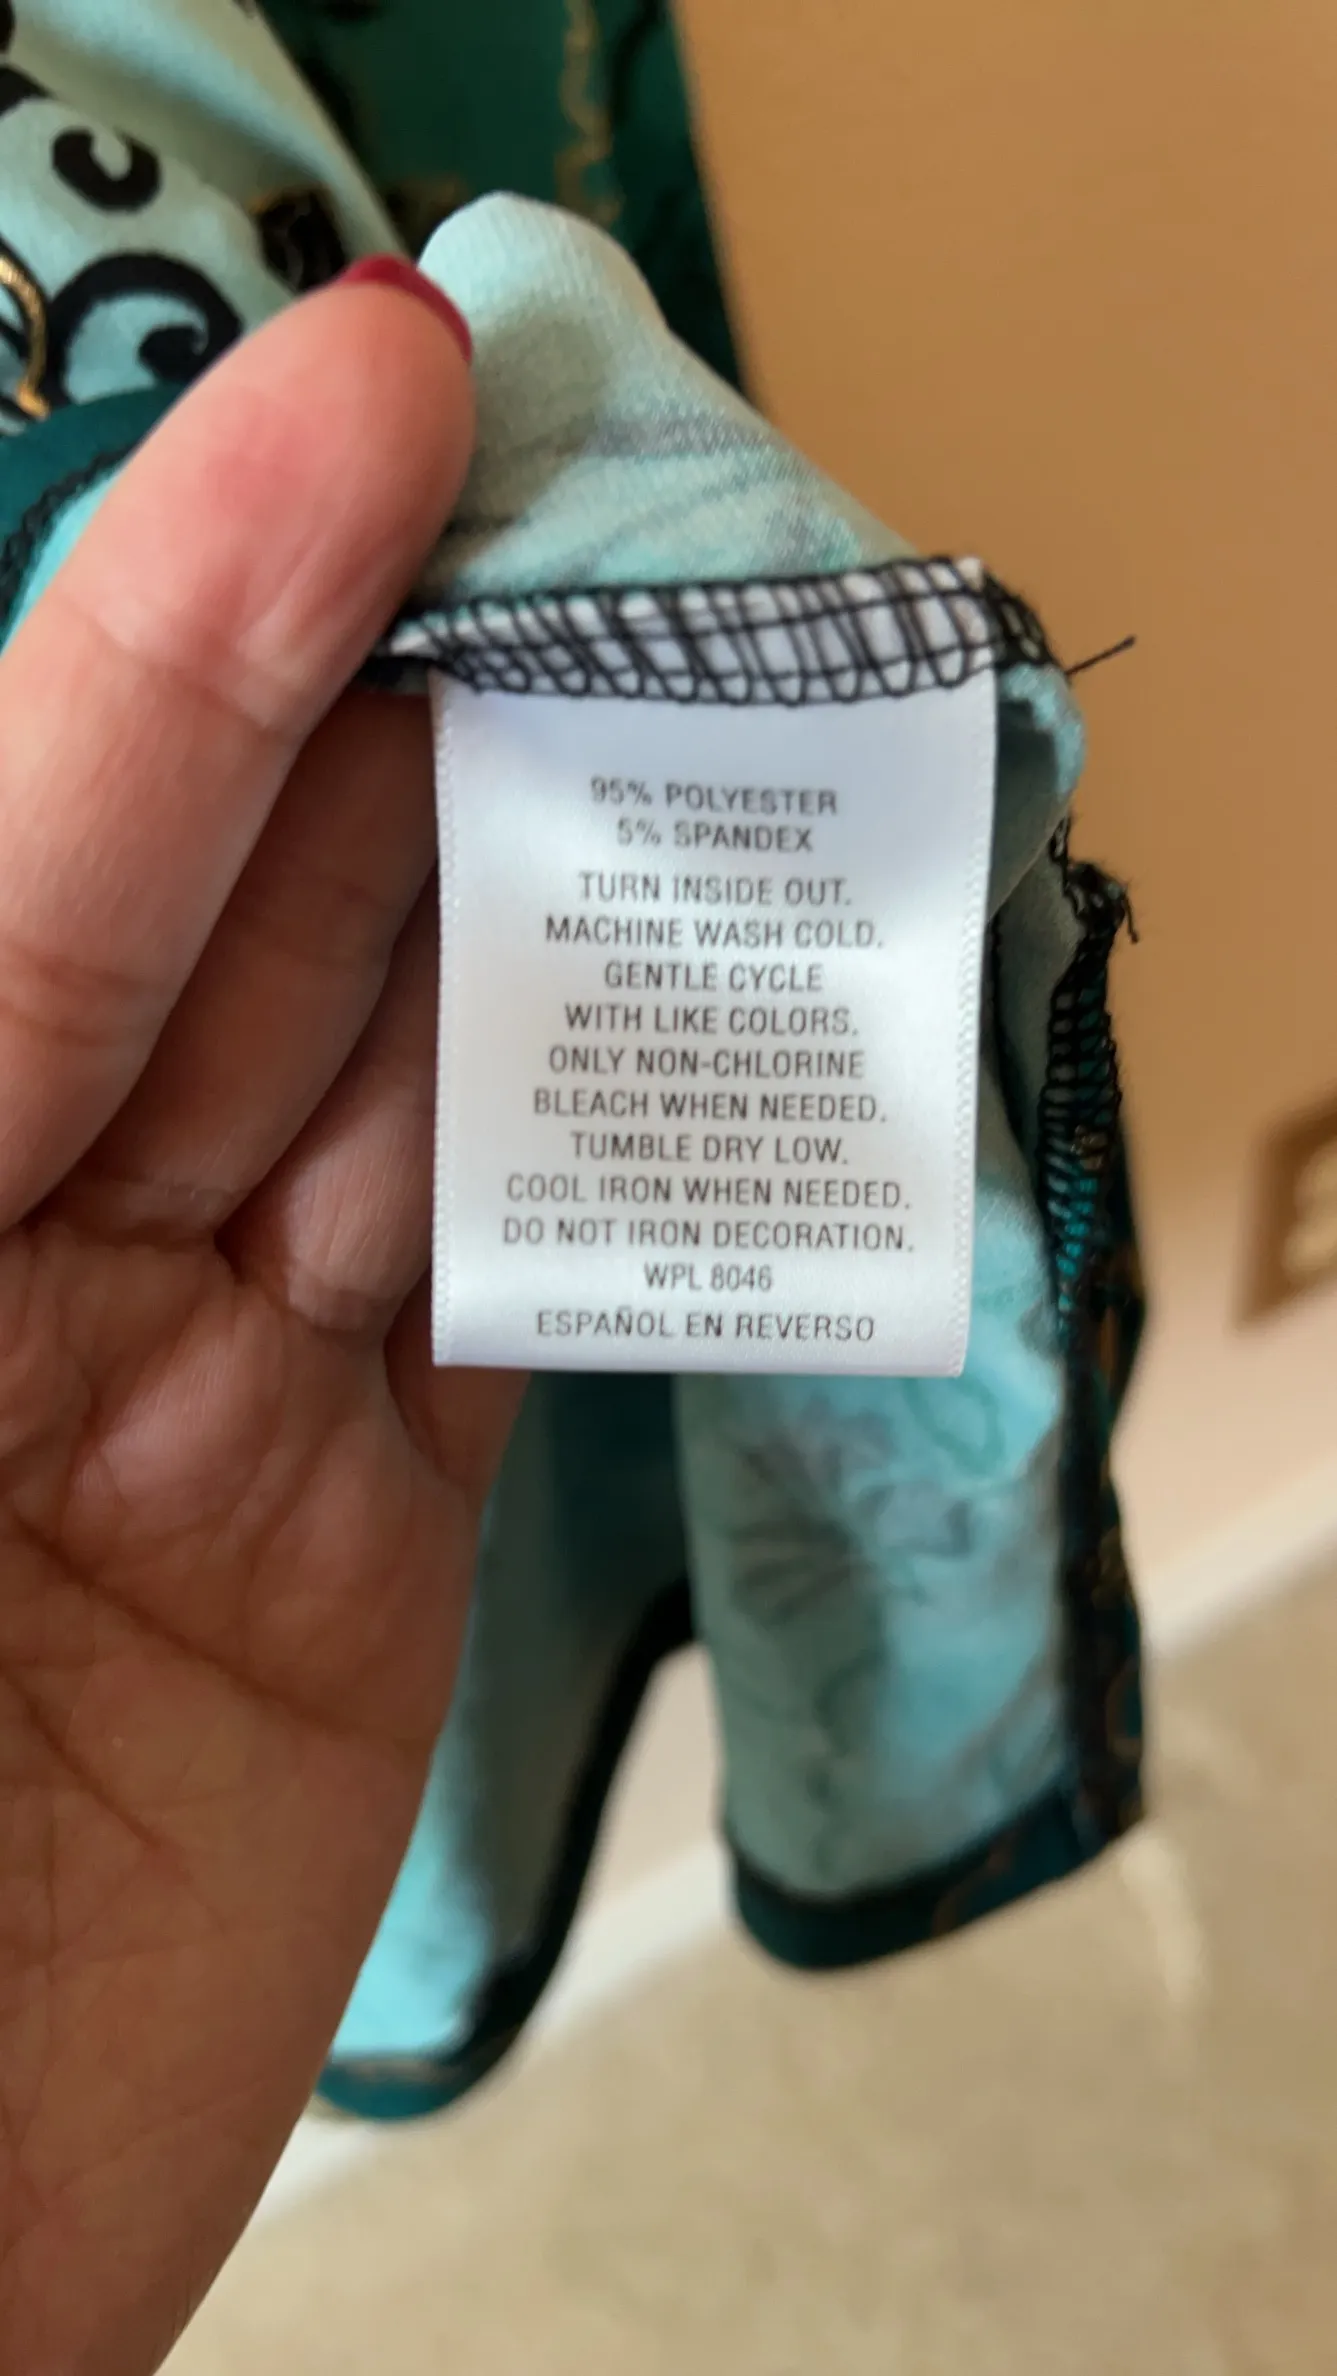 95% POLYESTER
5% SPANDEX
TURN INSIDE OUT.
MACHINE WASH COLD.
GENTLE CYCLE
WITH LIKE COLORS.
ONLY NON-CHLORINE
BLEACH WHEN NEEDED.
TUMBLE DRY LOW.
COOL IRON WHEN NEEDED.
DO NOT IRON DECORATION.
WPL 8046
ESPAÑOL EN REVERSO